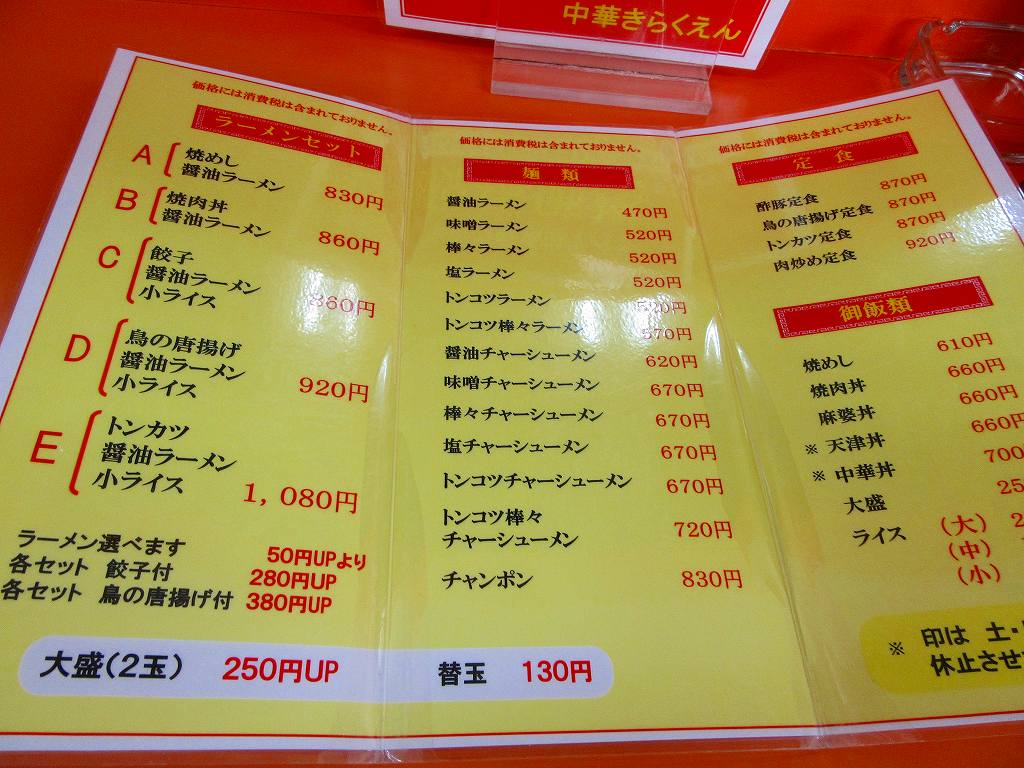 中華きらくえん
価格には消費税は含まれておりません。
ラーメンセット
A 焼めし
醤油ラーメン 830円
B 焼肉丼
醤油ラーメン 860円
C 餃子
醤油ラーメン
小ライス 860円
D 鳥の唐揚げ
醤油ラーメン
小ライス 920円
E トンカツ
醤油ラーメン
小ライス 1,080円
ラーメン選べます 50円UPより
各セット 餃子付 280円UP
各セット 鳥の唐揚げ付 380円UP
大盛(2玉) 250円UP
価格には消費税は含まれておりません。
麺類
醤油ラーメン 470円
味噌ラーメン 520円
棒々ラーメン 520円
塩ラーメン 520円
トンコツラーメン 520円
トンコツ棒々ラーメン 570円
醤油チャーシューメン 620円
味噌チャーシューメン 670円
棒々チャーシューメン 670円
塩チャーシューメン 670円
トンコツチャーシューメン 670円
トンコツ棒々
チャーシューメン 720円
チャンポン 830円
替玉 130円
価格には消費税は含まれておりません。
定食
酢豚定食 870円
鳥の唐揚げ定食 870円
トンカツ定食 870円
肉炒め定食 920円
御飯類
焼めし 610円
焼肉丼 660円
麻婆丼 660円
※ 天津丼 660円
※ 中華丼 700
大盛 25
ライス (大) 2
(中)
(小)
※ 印は 土・
休止させ